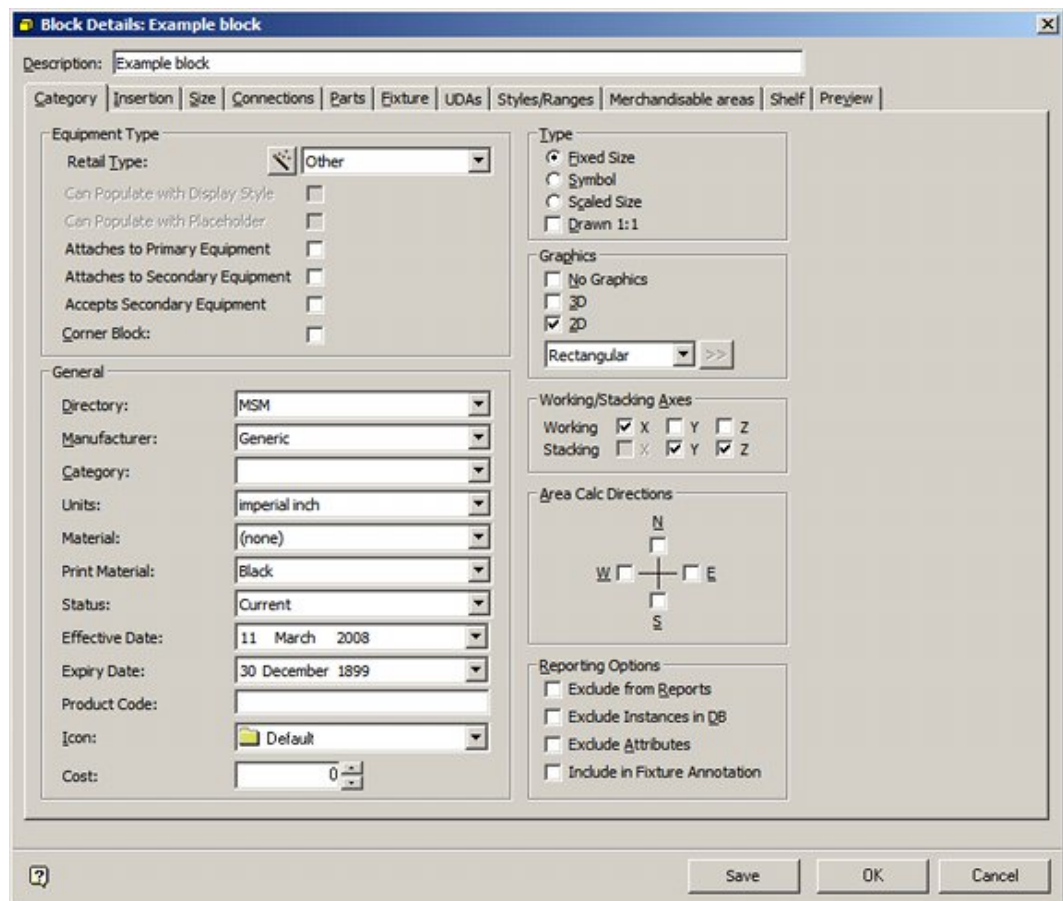 Block Details: Example block
Description: Example block
Category Insertion Size Connections Parts Fixture UDAs Styles/Ranges Merchandisable areas Shelf Preview
Equipment Type
Retail Type: Other
Can Populate with Display Style
Can Populate with Placeholder
Attaches to Primary Equipment
Attaches to Secondary Equipment
Accepts Secondary Equipment
Corner Block:
General
Directory: MSM
Manufacturer: Generic
Category:
Units: imperial inch
Material: (none)
Print Material: Black
Status: Current
Effective Date: 11 March 2008
Expiry Date: 30 December 1899
Product Code:
Icon: Default
Cost: 0
Type
Fixed Size
Symbol
Scaled Size
Drawn 1:1
Graphics
No Graphics
3D
2D
Rectangular >>
Working/Stacking Axes
Working X Y Z
Stacking X Y Z
Area Calc Directions
N
W E
S
Reporting Options
Exclude from Reports
Exclude Instances in DB
Exclude Attributes
Include in Fixture Annotation
? Save OK Cancel